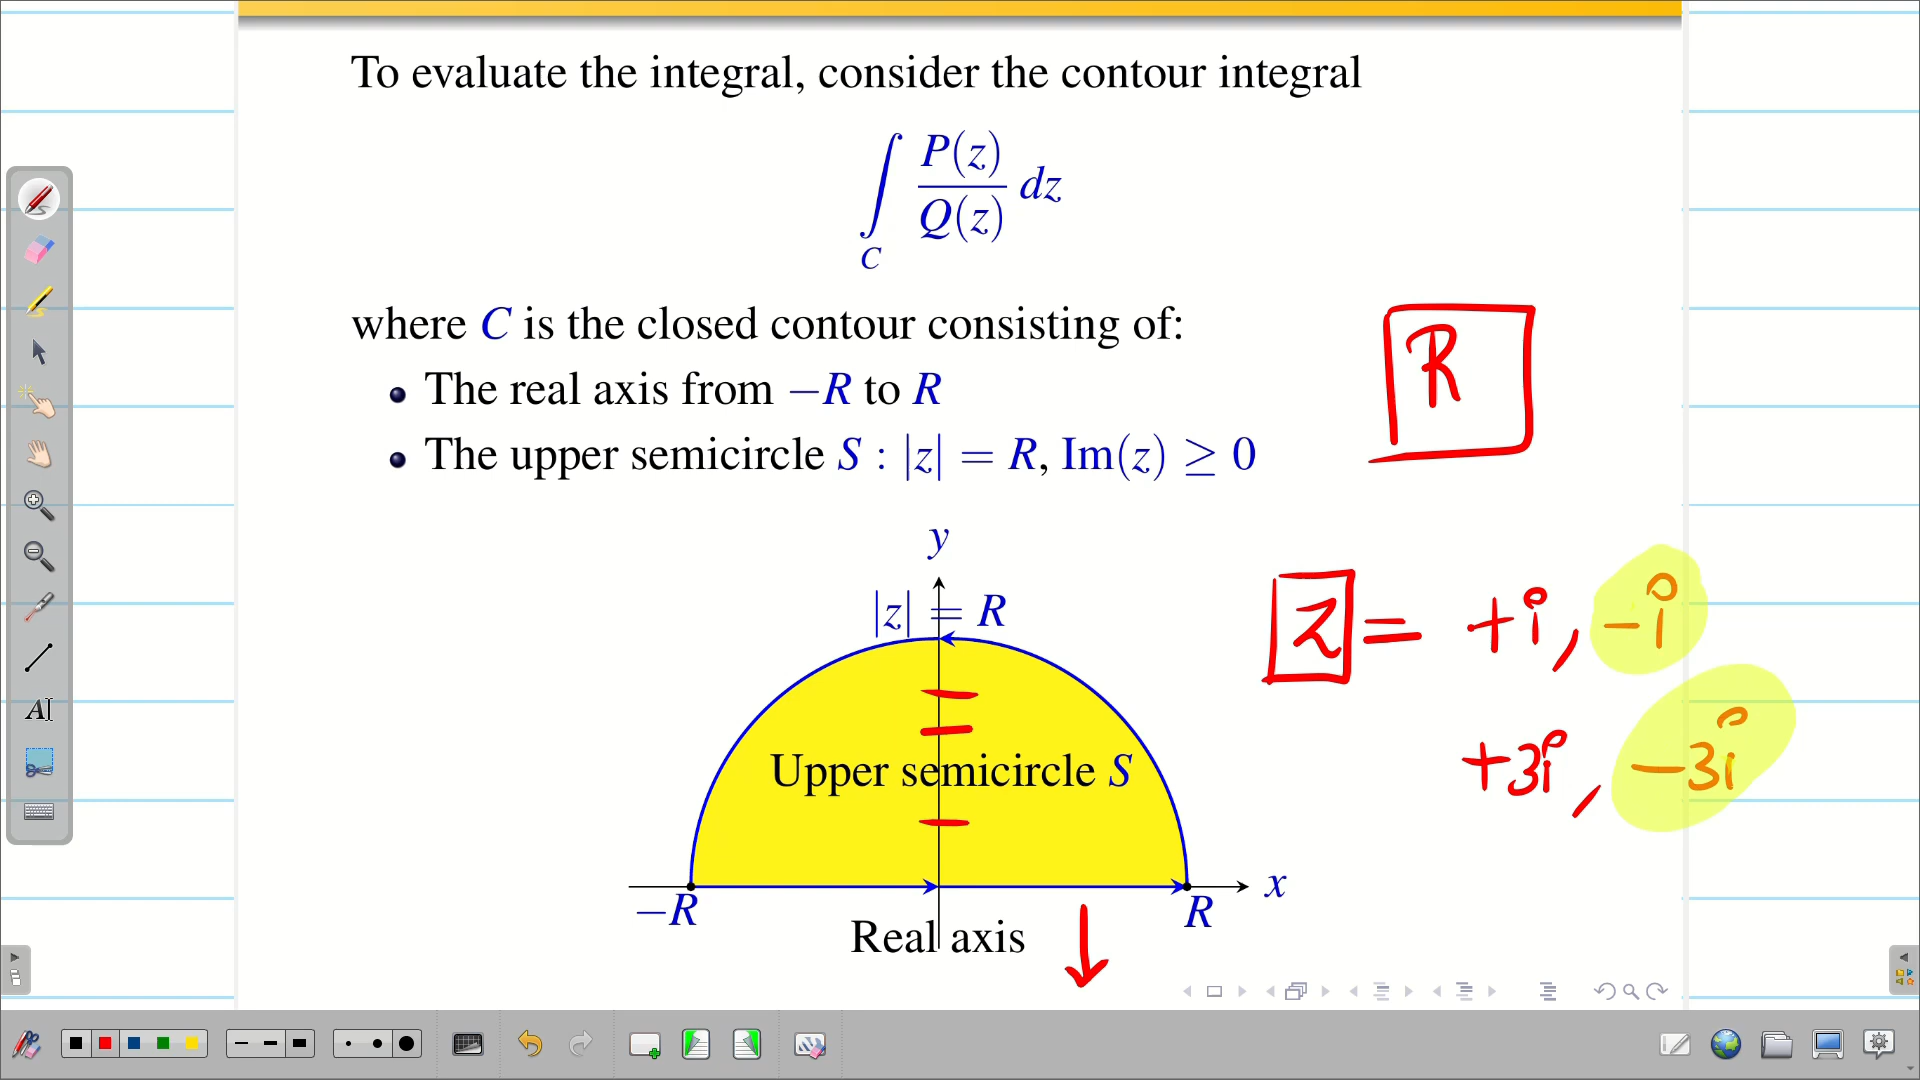 To evaluate the integral, consider the contour integral
∫_C P(z)/Q(z) dz
where C is the closed contour consisting of:
R
• The real axis from −R to R
• The upper semicircle S : |z| = R, Im(z) ≥ 0
y
|z| = R
z = +i, −i
+3i, −3i
Upper semicircle S
−R
R
x
Real axis
A